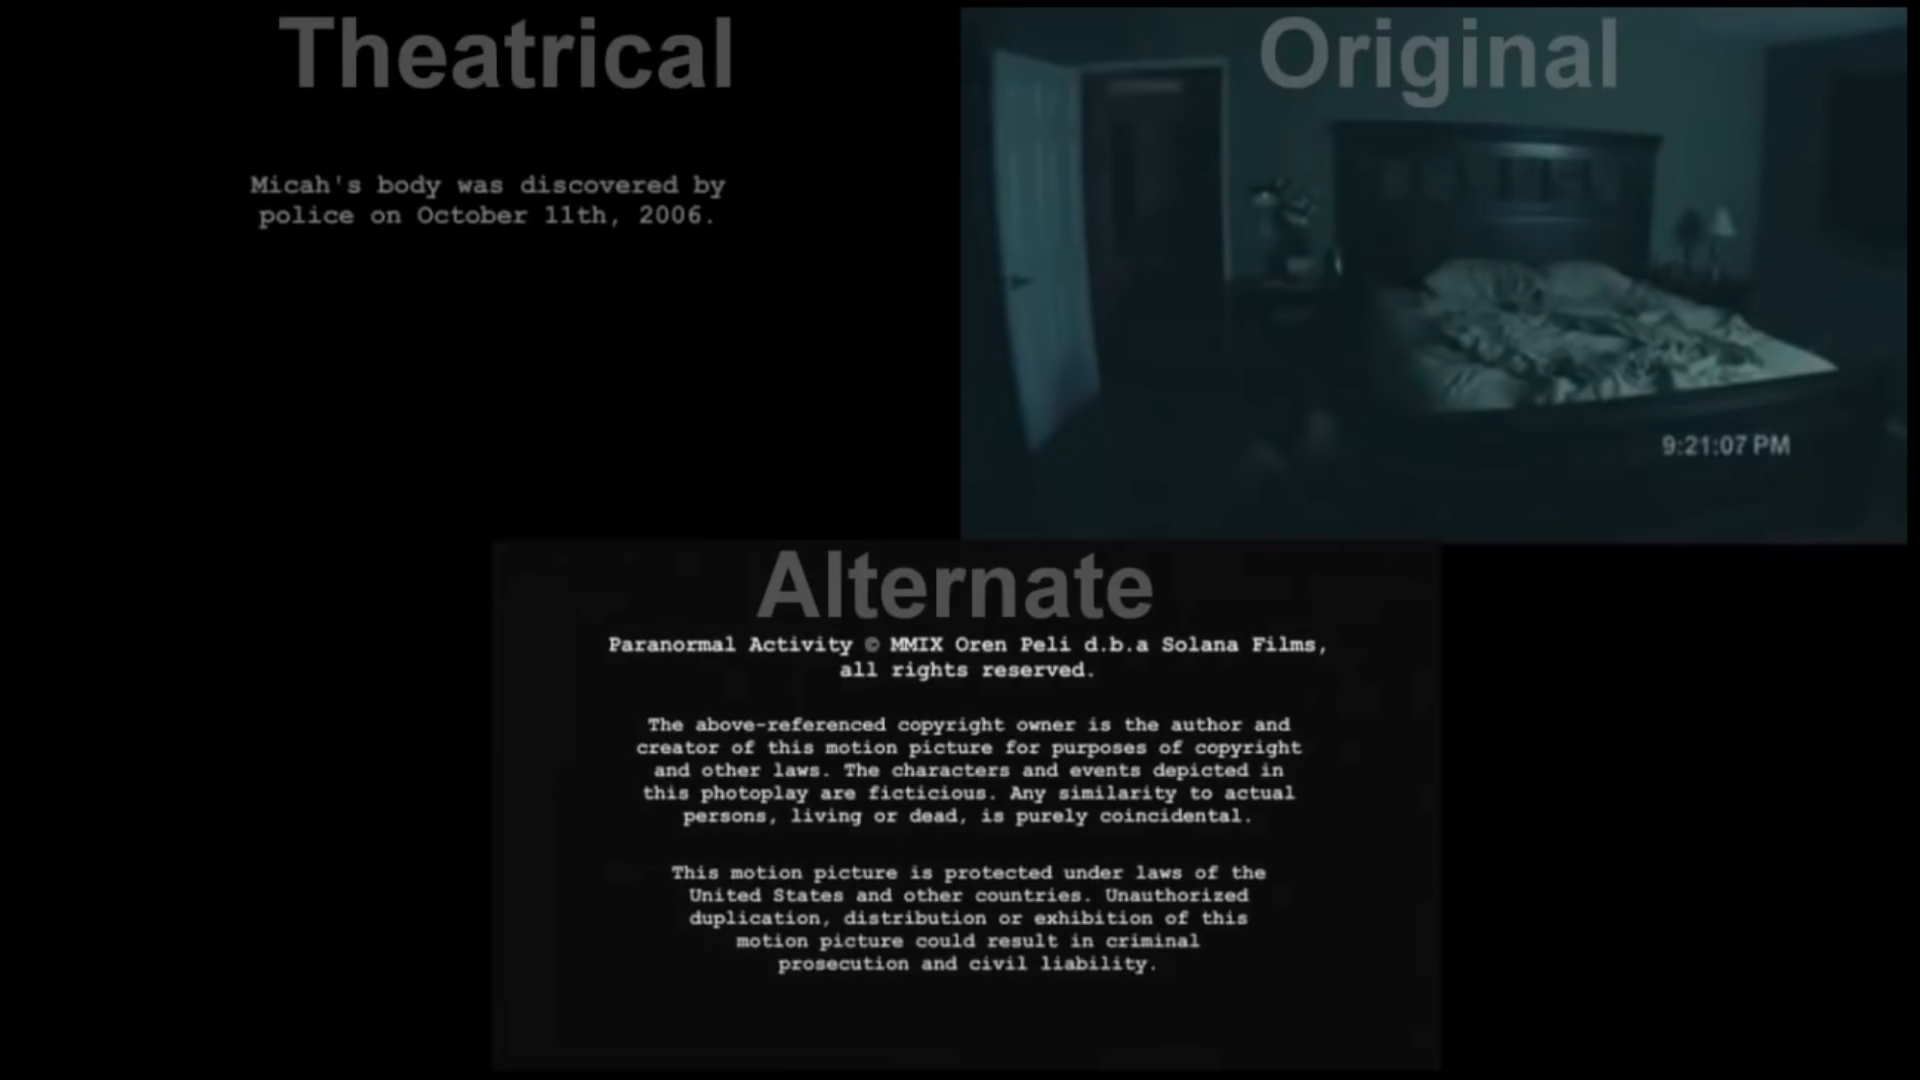 Theatrical
Micah's body was discovered by
police on October 11th, 2006.
Original
9:21:07 PM
Alternate
Paranormal Activity © MMIX Oren Peli d.b.a Solana Films,
all rights reserved.
The above-referenced copyright owner is the author and
creator of this motion picture for purposes of copyright
and other laws. The characters and events depicted in
this photoplay are ficticious. Any similarity to actual
persons, living or dead, is purely coincidental.
This motion picture is protected under laws of the
United States and other countries. Unauthorized
duplication, distribution or exhibition of this
motion picture could result in criminal
prosecution and civil liability.